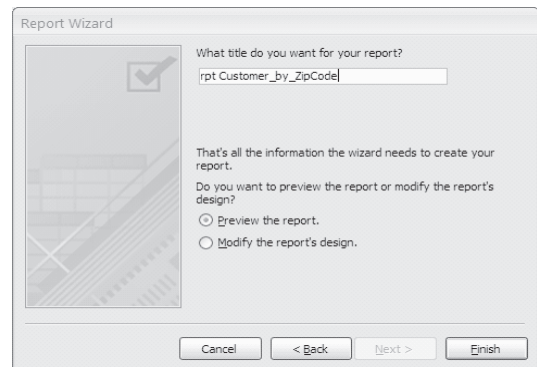 Report Wizard
What title do you want for your report?
rpt Customer_by_ZipCode
That's all the information the wizard needs to create your
report.
Do you want to preview the report or modify the report's
design?
Preview the report.
Modify the report's design.
Cancel
< Back
Next >
Finish